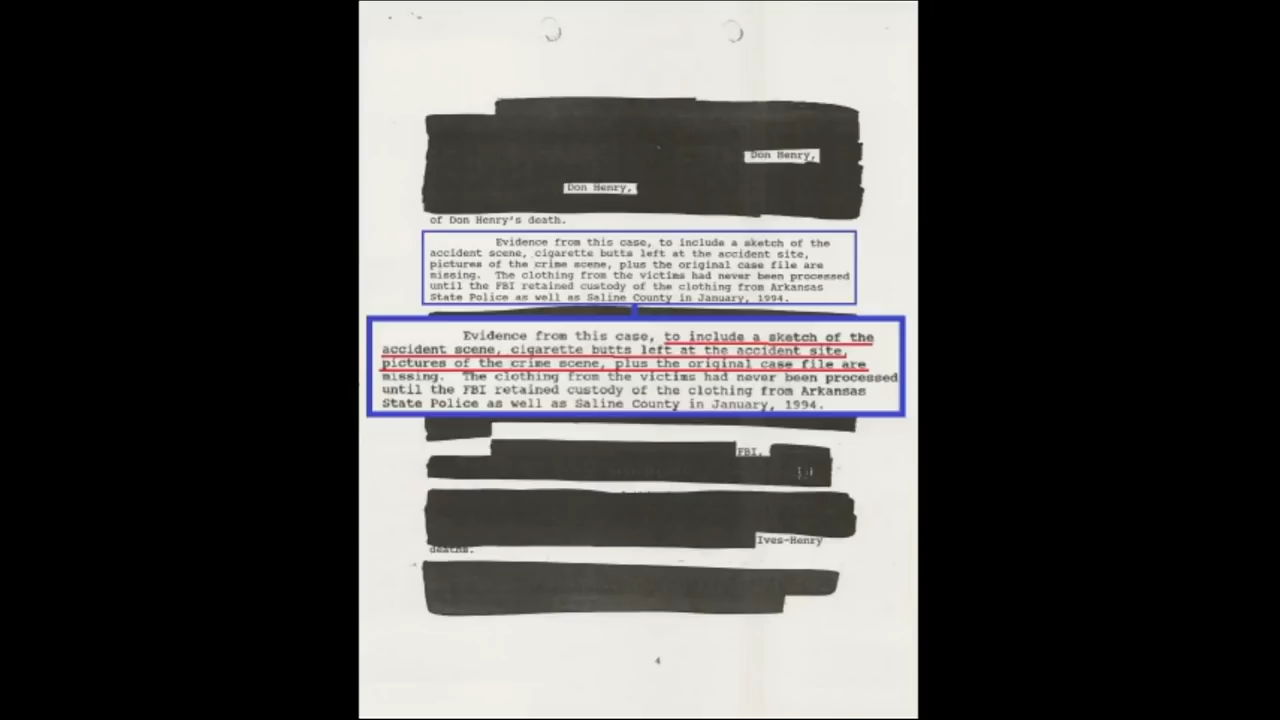 Don Henry,
Don Henry,
of Don Henry's death.
Evidence from this case, to include a sketch of the
accident scene, cigarette butts left at the accident site,
pictures of the crime scene, plus the original case file are
missing. The clothing from the victims had never been processed
until the FBI retained custody of the clothing from Arkansas
State Police as well as Saline County in January, 1994.
Evidence from this case, to include a sketch of the
accident scene, cigarette butts left at the accident site,
pictures of the crime scene, plus the original case file are
missing. The clothing from the victims had never been processed
until the FBI retained custody of the clothing from Arkansas
State Police as well as Saline County in January, 1994.
FBI,
Ives-Henry
deaths.
4